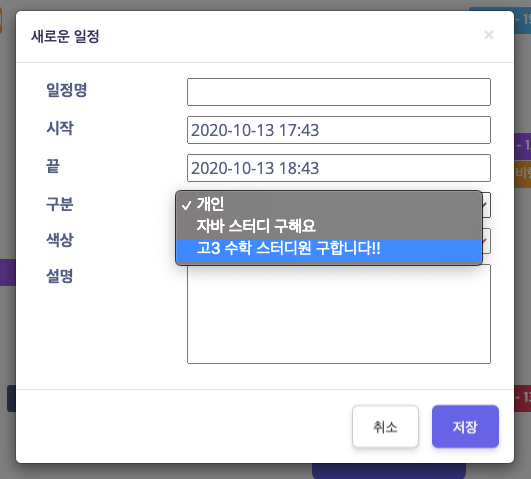 새로운 일정
×
일정명
시작 2020-10-13 17:43
끝 2020-10-13 18:43
구분 ✓ 개인
자바 스터디 구해요
색상
고3 수학 스터디원 구합니다!!
설명
취소 저장